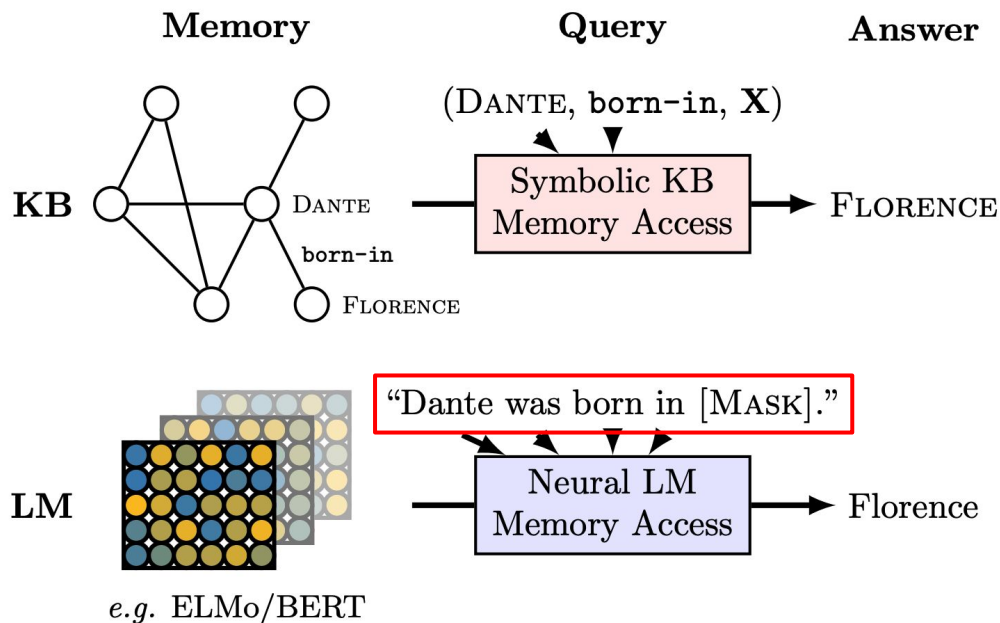 Memory Query Answer
(DANTE, born-in, X)
KB
DANTE
born-in
FLORENCE
Symbolic KB
Memory Access
FLORENCE
“Dante was born in [MASK].”
LM
Neural LM
Memory Access
Florence
e.g. ELMo/BERT